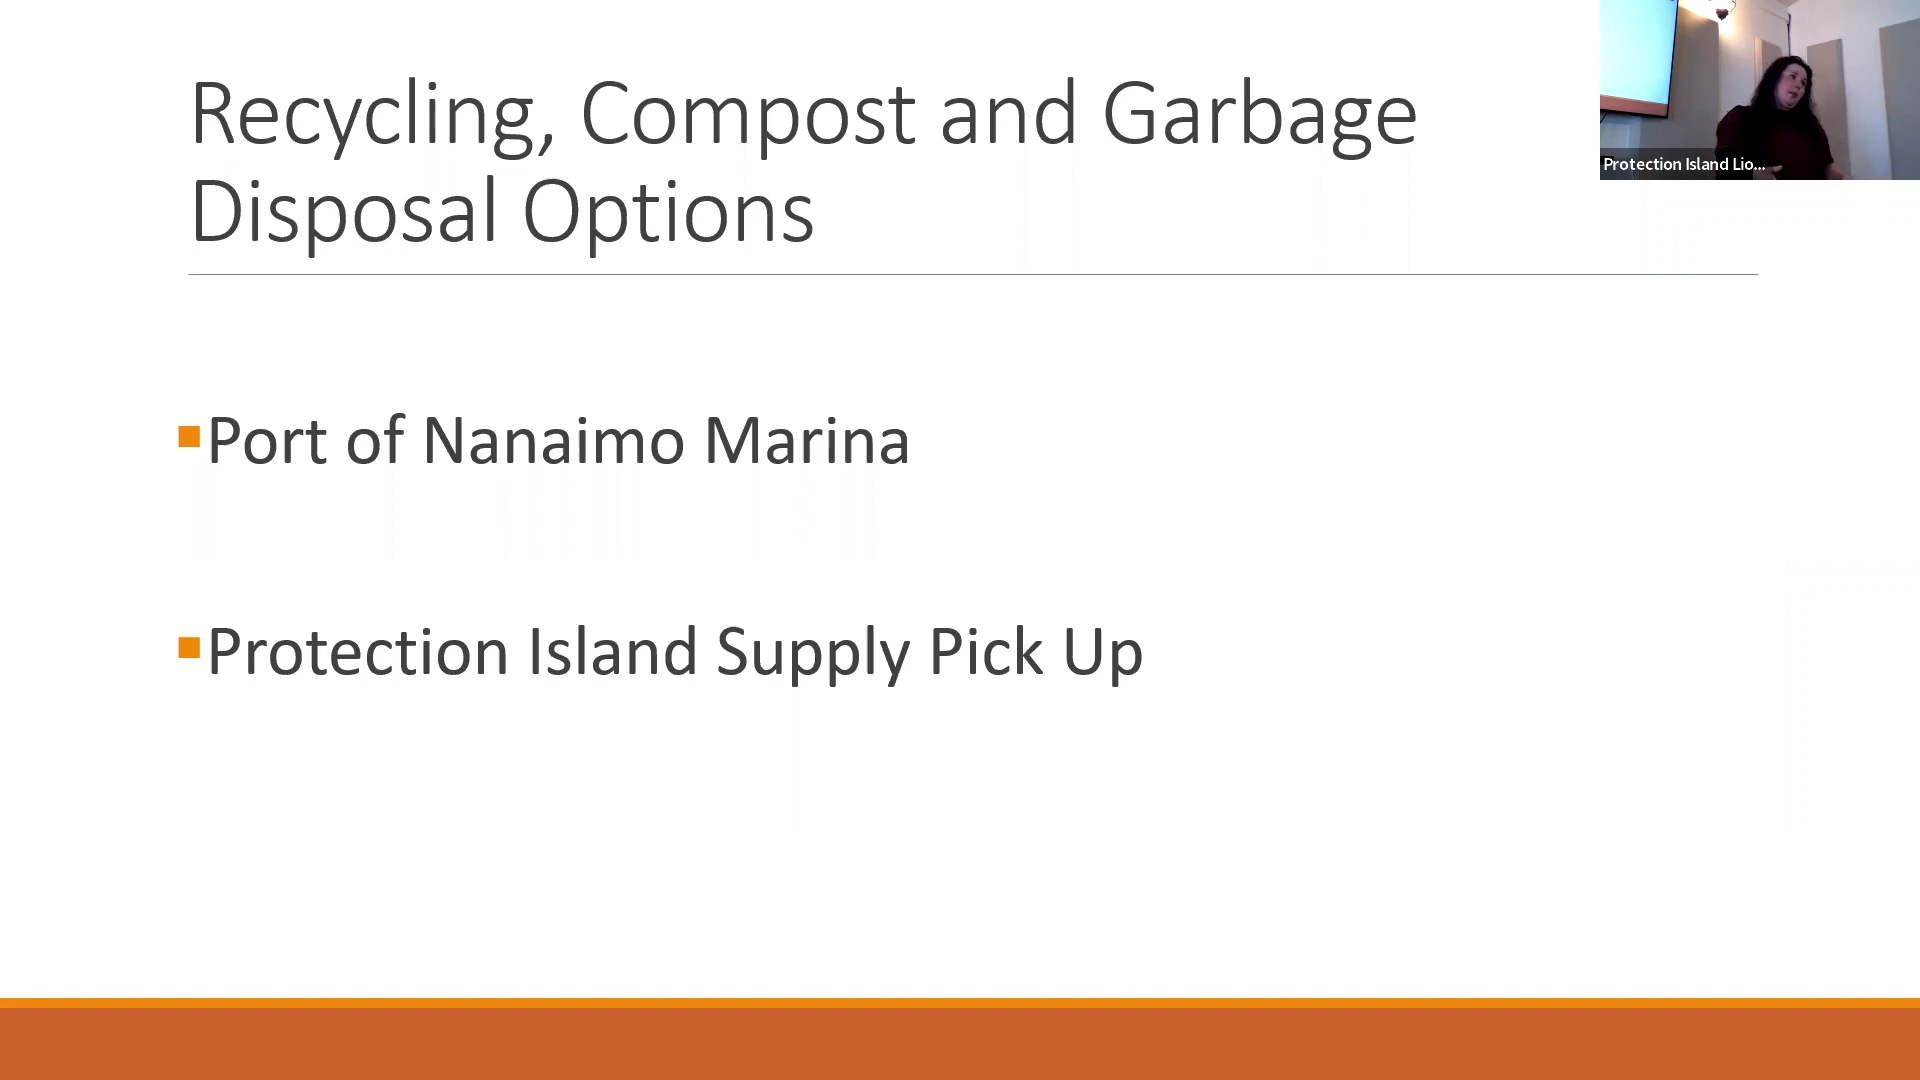 Recycling, Compost and Garbage
Disposal Options
Port of Nanaimo Marina
Protection Island Supply Pick Up
Protection Island Lio...